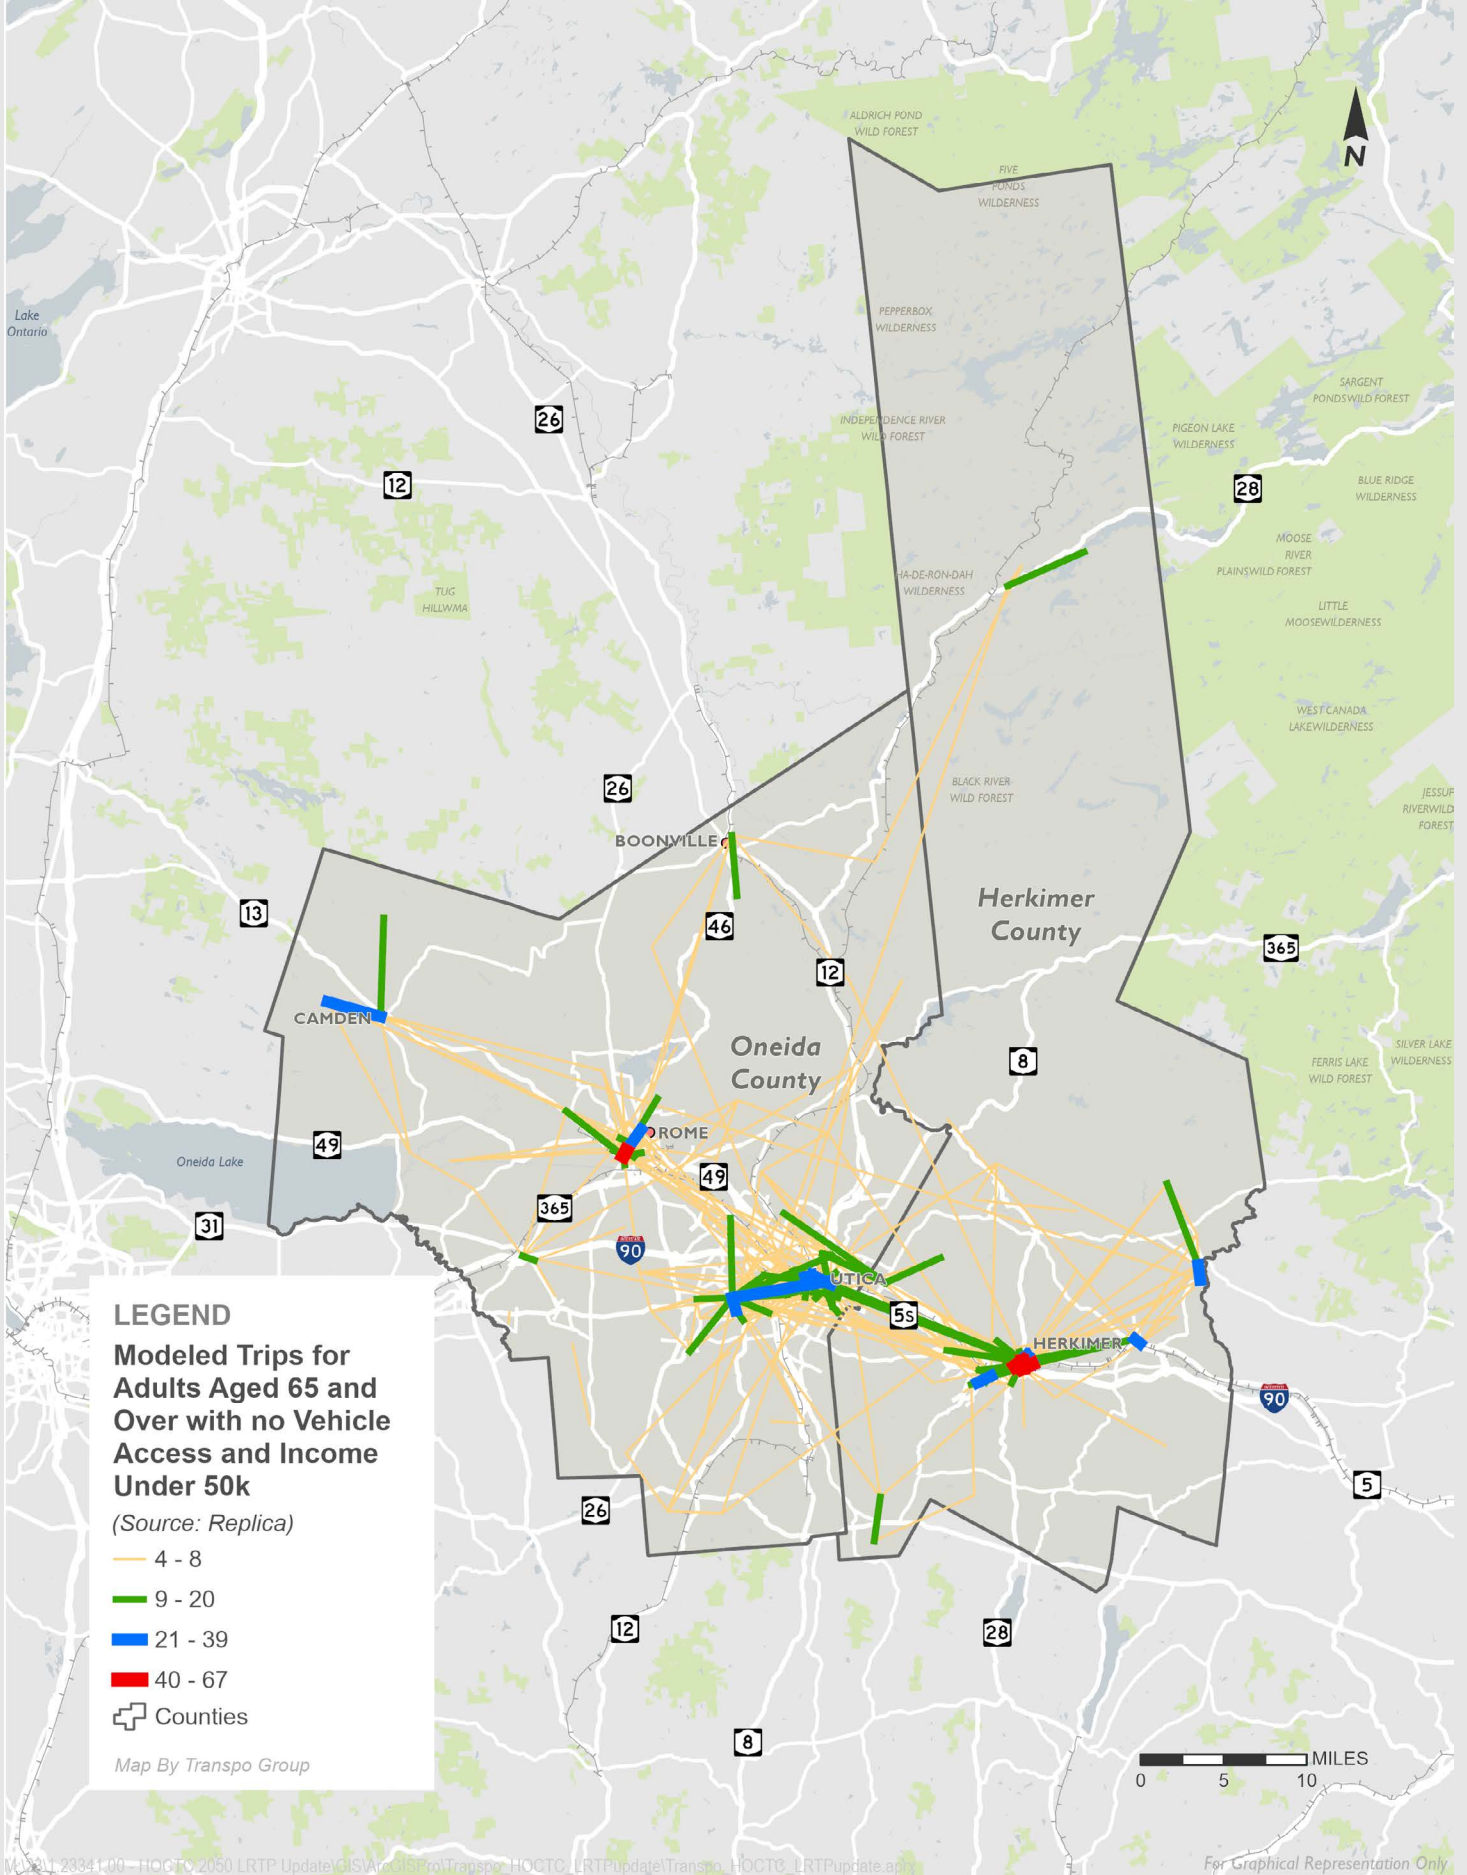 ALDRICH POND
WILD FOREST
N
FIVE
PONDS
WILDERNESS
Lake
Ontario
PEPPERBOX
WILDERNESS
SARGENT
PONDSWILD FOREST
26
INDEPENDENCE RIVER
WILD FOREST
PIGEON LAKE
WILDERNESS
12
28
BLUE RIDGE
WILDERNESS
MOOSE
RIVER
PLAINSWILD FOREST
HA-DE-RON-DAH
WILDERNESS
TUG
HILLWMA
LITTLE
MOOSEWILDERNESS
WEST CANADA
LAKEWILDERNESS
26
BLACK RIVER
WILD FOREST
JESSUP
RIVERWILD
FOREST
BOONVILLE
Herkimer
County
13
46
365
12
CAMDEN
Oneida
County
8
SILVER LAKE
WILDERNESS
FERRIS LAKE
WILD FOREST
ROME
49
Oneida Lake
49
365
31
90
UTICA
5S
HERKIMER
90
5
26
12
28
8
LEGEND
Modeled Trips for
Adults Aged 65 and
Over with no Vehicle
Access and Income
Under 50k
(Source: Replica)
4 - 8
9 - 20
21 - 39
40 - 67
Counties
Map By Transpo Group
MILES
0 5 10
For Graphical Representation Only